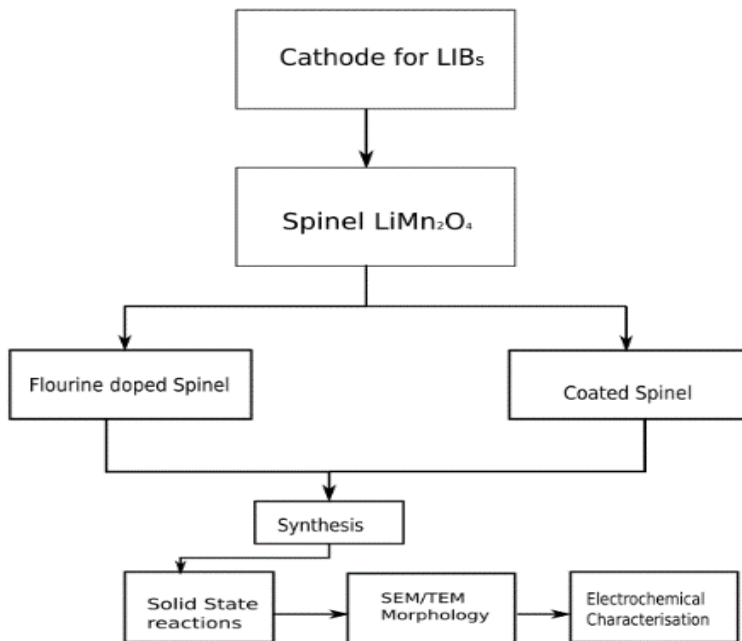 Cathode for LIBs
Spinel LiMn₂O₄
Flourine doped Spinel
Coated Spinel
Synthesis
Solid State
reactions
SEM/TEM
Morphology
Electrochemical
Characterisation